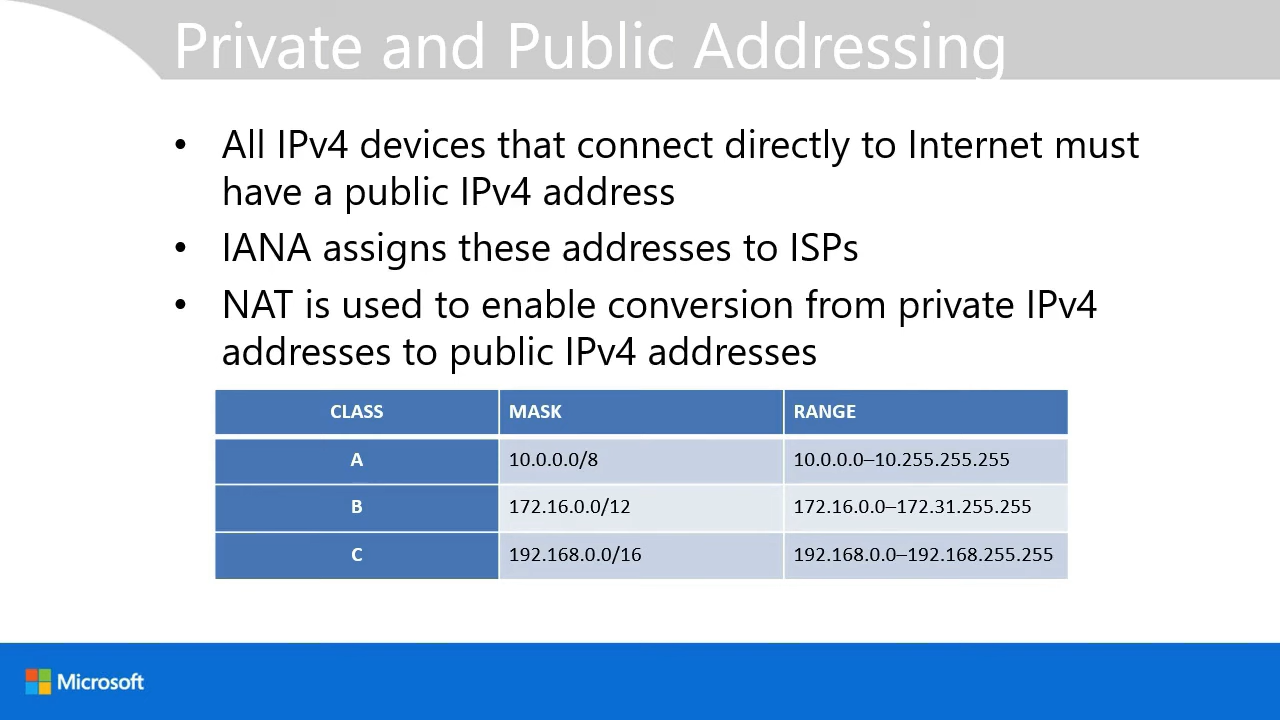 Private and Public Addressing
• All IPv4 devices that connect directly to Internet must
have a public IPv4 address
• IANA assigns these addresses to ISPs
• NAT is used to enable conversion from private IPv4
addresses to public IPv4 addresses
CLASS MASK RANGE
A 10.0.0.0/8 10.0.0.0–10.255.255.255
B 172.16.0.0/12 172.16.0.0–172.31.255.255
C 192.168.0.0/16 192.168.0.0–192.168.255.255
Microsoft